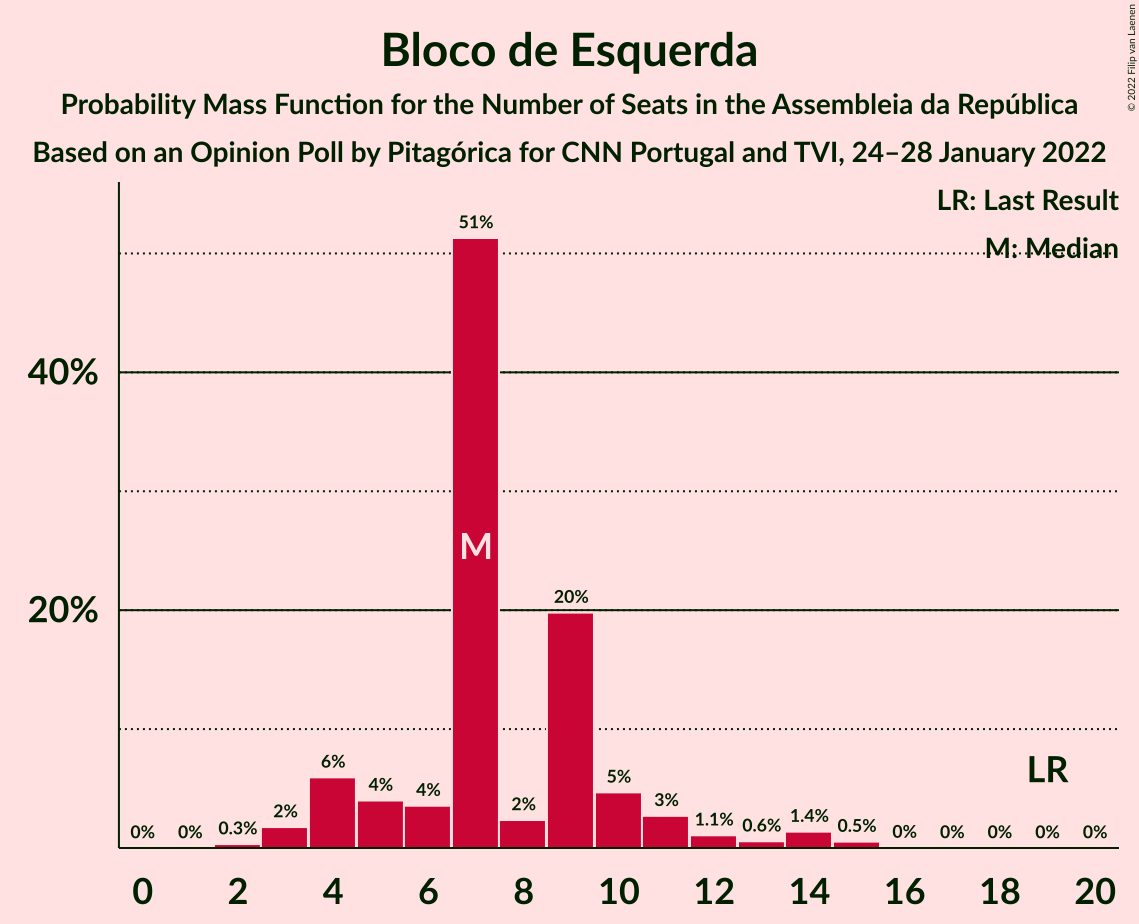 Bloco de Esquerda
Probability Mass Function for the Number of Seats in the Assembleia da República
Based on an Opinion Poll by Pitagórica for CNN Portugal and TVI, 24–28 January 2022
© 2022 Filip van Laenen
LR: Last Result
M: Median
51%
40%
M
20%
20%
LR
0% 0% 0.3% 2% 6% 4% 4% 2% 5% 3% 1.1% 0.6% 1.4% 0.5% 0% 0% 0% 0% 0%
0 2 4 6 8 10 12 14 16 18 20